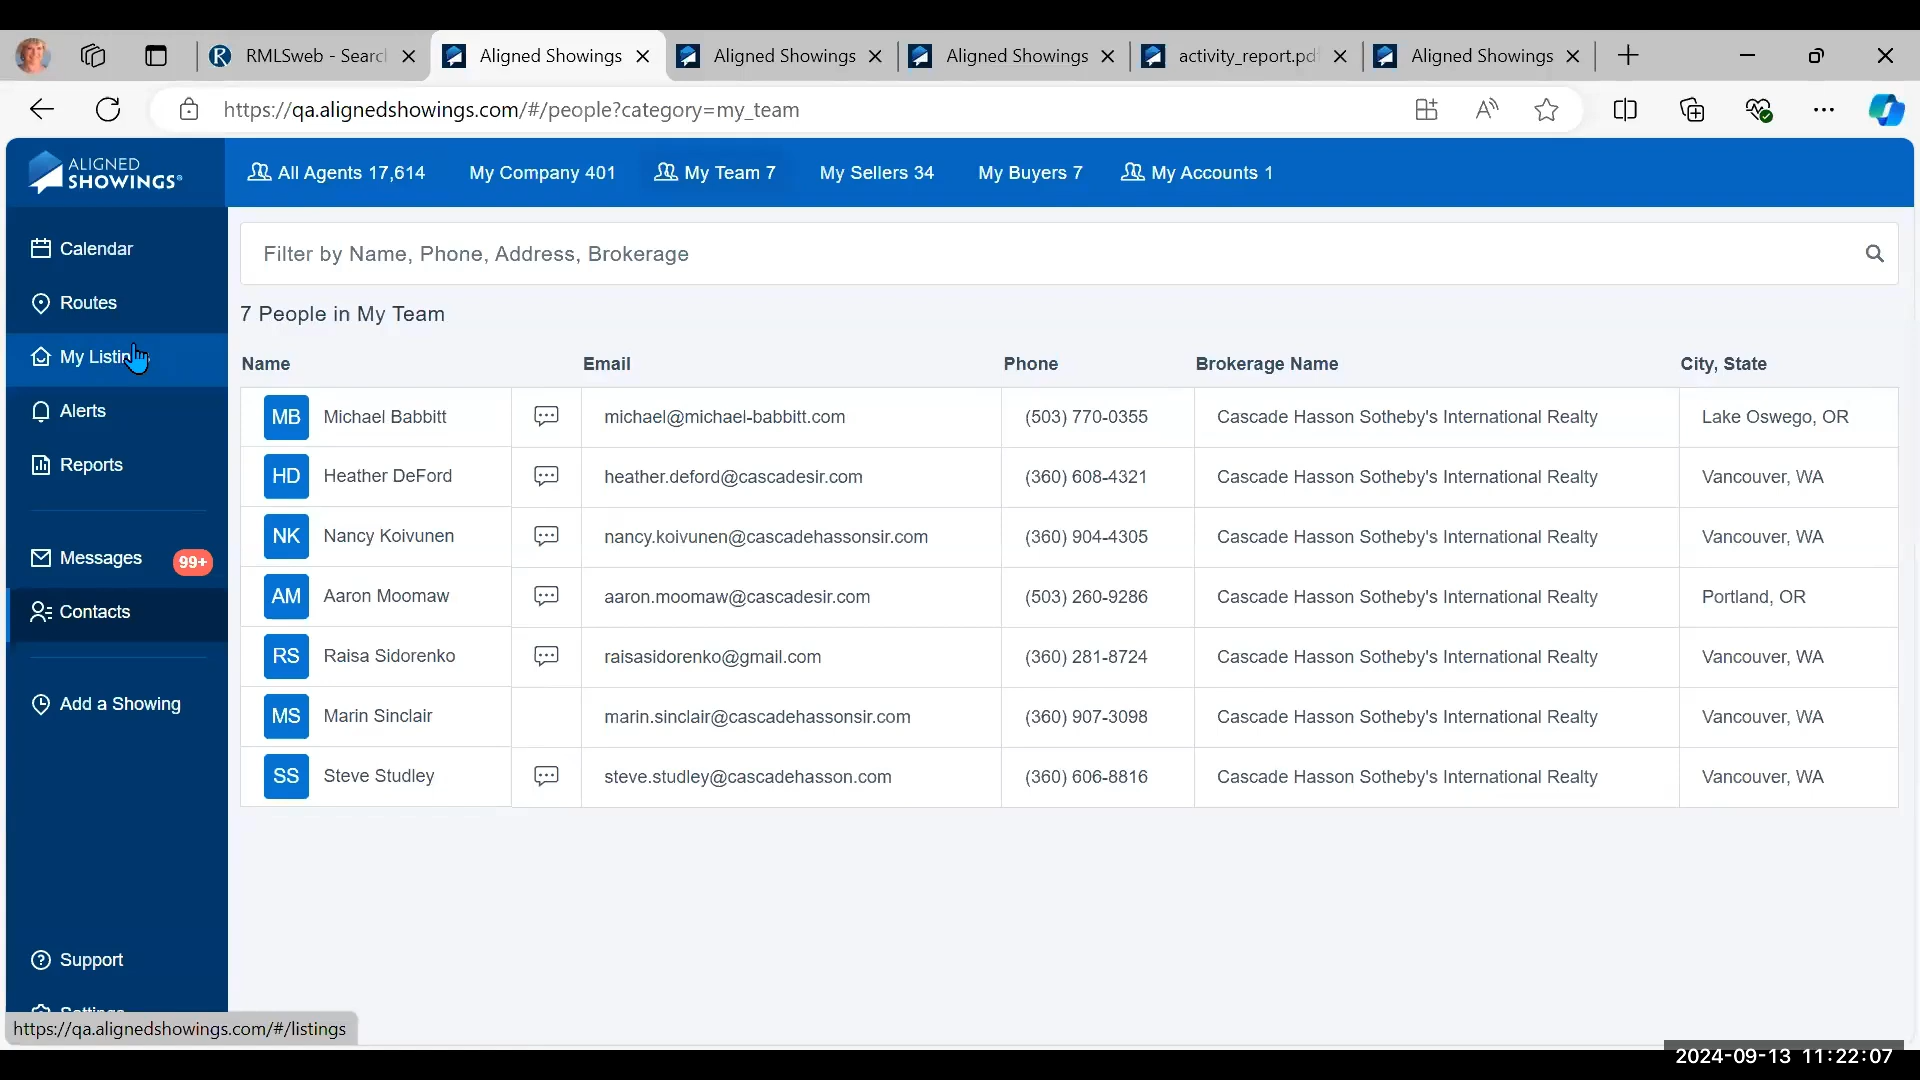 RMLSweb - Searc
Aligned Showings
Aligned Showings
Aligned Showings
activity_report.pd
Aligned Showings
https://qa.alignedshowings.com/#/people?category=my_team
ALIGNED
SHOWINGS®
All Agents 17,614
My Company 401
My Team 7
My Sellers 34
My Buyers 7
My Accounts 1
Calendar
Routes
My Listin
Alerts
Reports
Messages 99+
Contacts
Add a Showing
Support
Settings
Filter by Name, Phone, Address, Brokerage
7 People in My Team
Name Email Phone Brokerage Name City, State
MB Michael Babbitt michael@michael-babbitt.com (503) 770-0355 Cascade Hasson Sotheby's International Realty Lake Oswego, OR
HD Heather DeFord heather.deford@cascadesir.com (360) 608-4321 Cascade Hasson Sotheby's International Realty Vancouver, WA
NK Nancy Koivunen nancy.koivunen@cascadehassonsir.com (360) 904-4305 Cascade Hasson Sotheby's International Realty Vancouver, WA
AM Aaron Moomaw aaron.moomaw@cascadesir.com (503) 260-9286 Cascade Hasson Sotheby's International Realty Portland, OR
RS Raisa Sidorenko raisasidorenko@gmail.com (360) 281-8724 Cascade Hasson Sotheby's International Realty Vancouver, WA
MS Marin Sinclair marin.sinclair@cascadehassonsir.com (360) 907-3098 Cascade Hasson Sotheby's International Realty Vancouver, WA
SS Steve Studley steve.studley@cascadehasson.com (360) 606-8816 Cascade Hasson Sotheby's International Realty Vancouver, WA
https://qa.alignedshowings.com/#/listings
2024-09-13 11:22:07